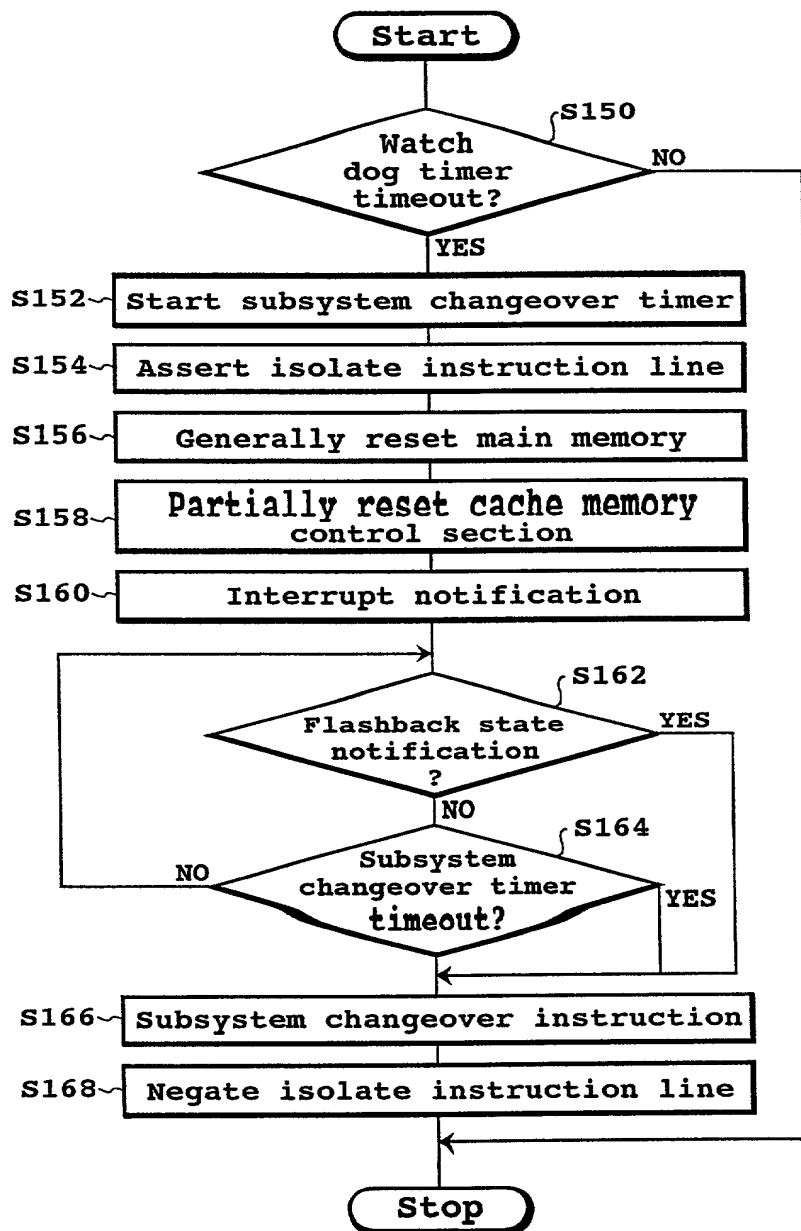 Start
S150
Watch
dog timer
timeout?
NO
YES
S152
Start subsystem changeover timer
S154
Assert isolate instruction line
S156
Generally reset main memory
S158
Partially reset cache memory
control section
S160
Interrupt notification
S162
Flashback state
notification
?
YES
NO
S164
Subsystem
changeover timer
timeout?
NO
YES
S166
Subsystem changeover instruction
S168
Negate isolate instruction line
Stop